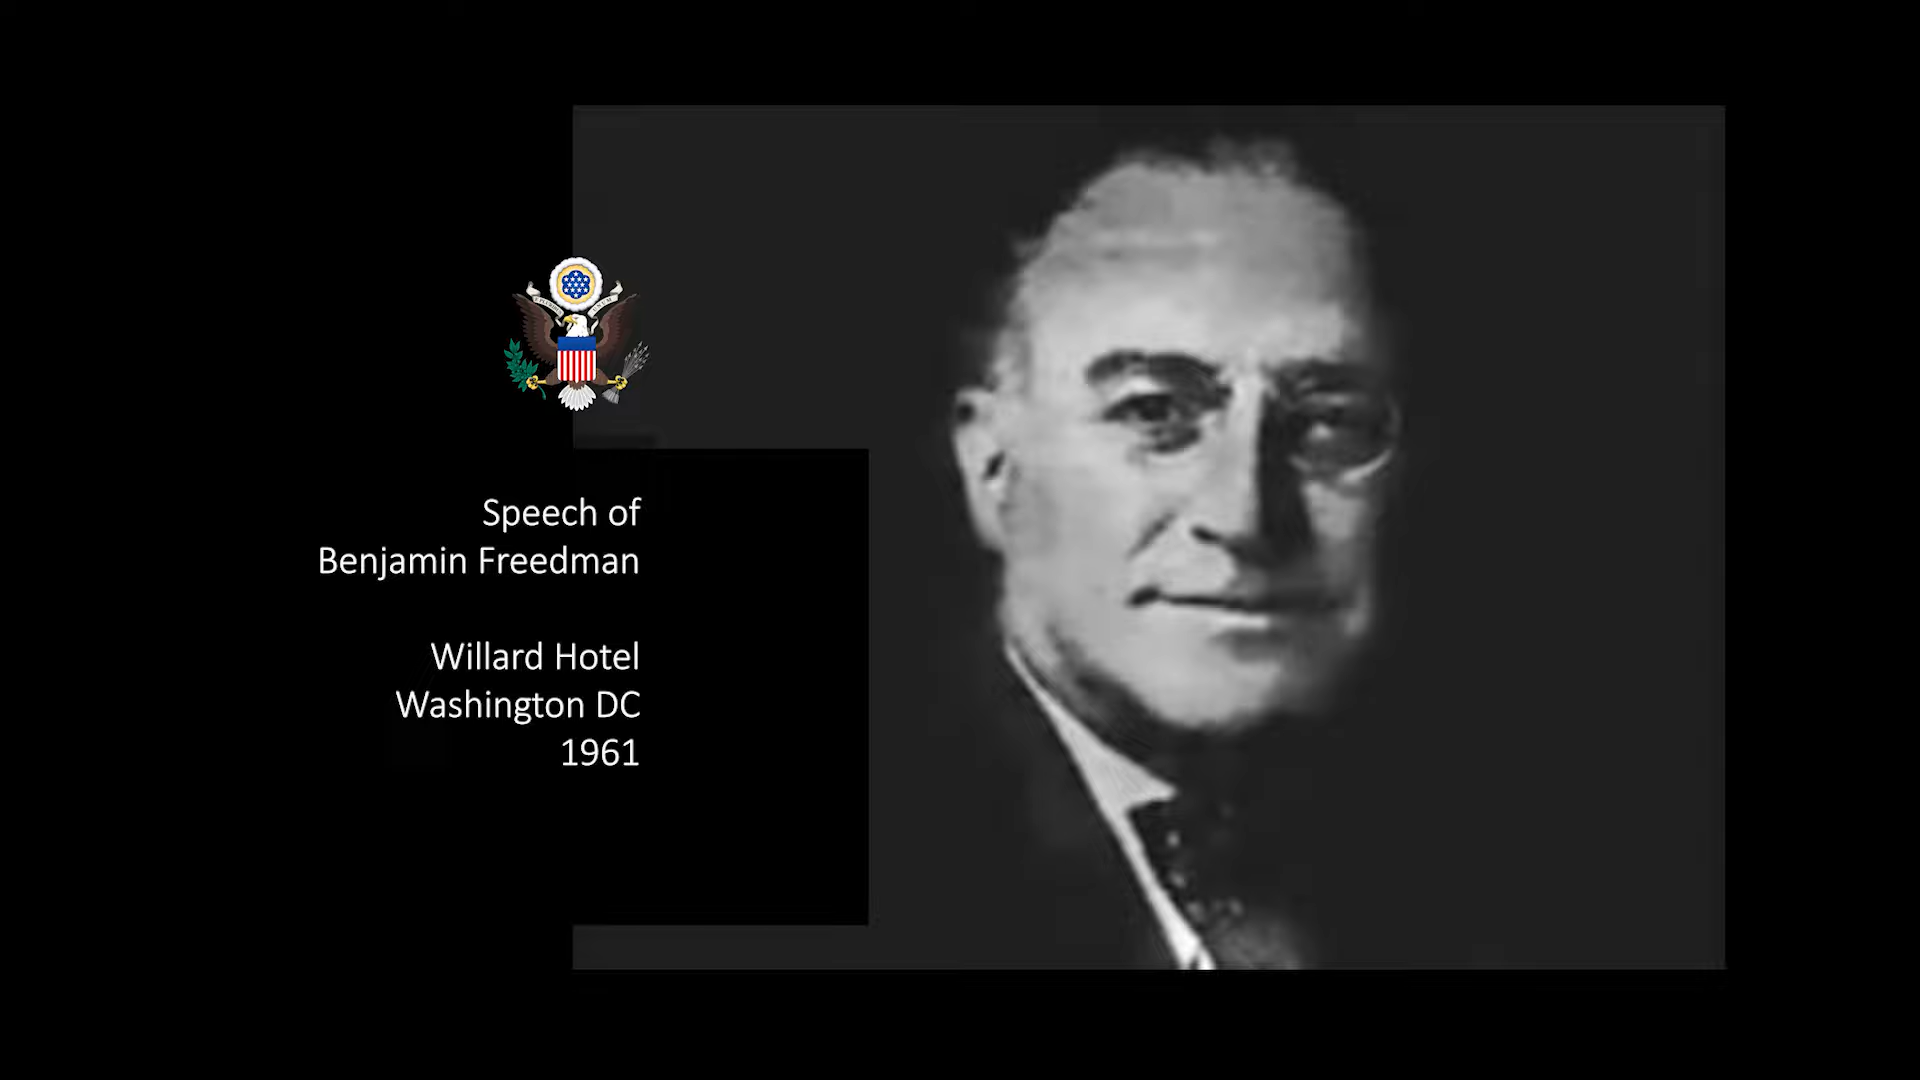 Speech of
Benjamin Freedman
Willard Hotel
Washington DC
1961